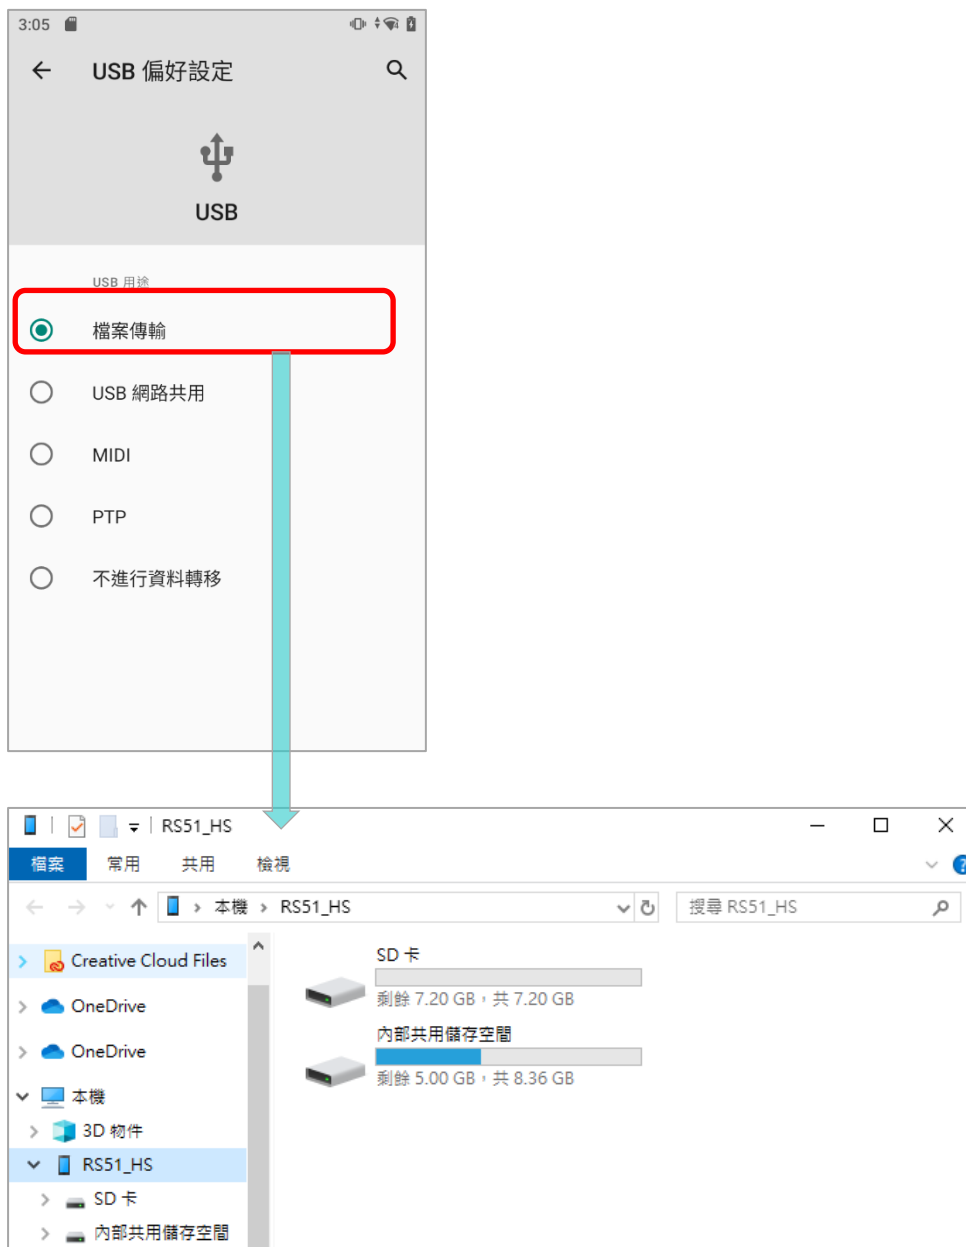 3:05
USB 偏好設定
USB
USB 用途
檔案傳輸
USB 網路共用
MIDI
PTP
不進行資料轉移
RS51_HS
檔案 常用 共用 檢視
本機 RS51_HS 搜尋 RS51_HS
Creative Cloud Files
OneDrive
OneDrive
本機
3D 物件
RS51_HS
SD 卡
內部共用儲存空間
SD 卡
剩餘 7.20 GB，共 7.20 GB
內部共用儲存空間
剩餘 5.00 GB，共 8.36 GB